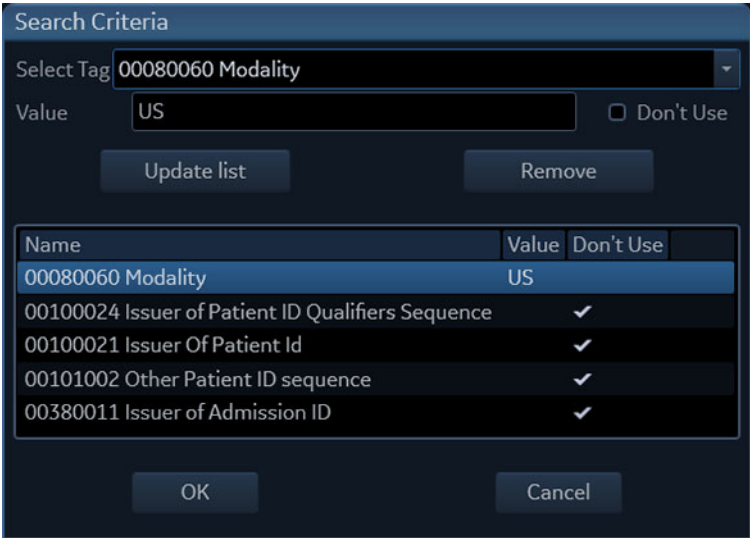 Search Criteria
Select Tag 00080060 Modality
Value US Don't Use
Update list Remove
Name Value Don't Use
00080060 Modality US
00100024 Issuer of Patient ID Qualifiers Sequence ✓
00100021 Issuer Of Patient Id ✓
00101002 Other Patient ID sequence ✓
00380011 Issuer of Admission ID ✓
OK Cancel